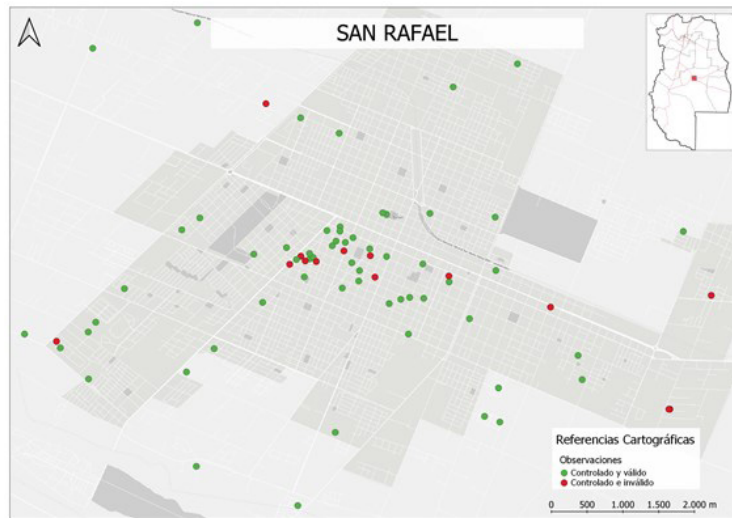 SAN RAFAEL
Referencias Cartográficas
Observaciones
Controlado y válido
Controlado e inválido
0 500 1.000 1.500 2.000 m